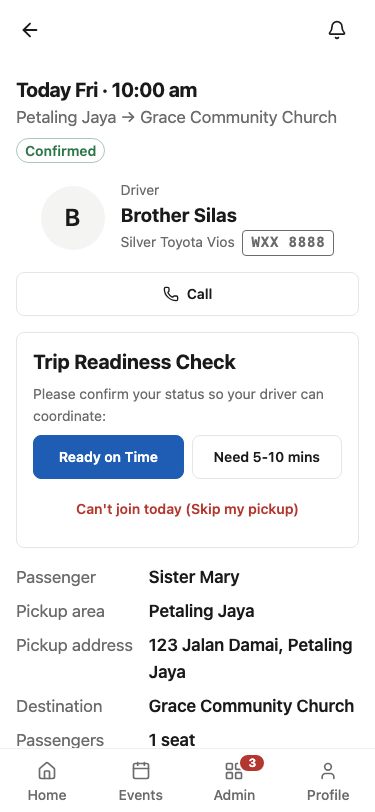 Today Fri · 10:00 am
Petaling Jaya → Grace Community Church
Confirmed
B
Driver
Brother Silas
Silver Toyota Vios WXX 8888
Call
Trip Readiness Check
Please confirm your status so your driver can
coordinate:
Ready on Time Need 5-10 mins
Can't join today (Skip my pickup)
Passenger Sister Mary
Pickup area Petaling Jaya
Pickup address 123 Jalan Damai, Petaling
Jaya
Destination Grace Community Church
Passengers 1 seat
3
Home Events Admin Profile